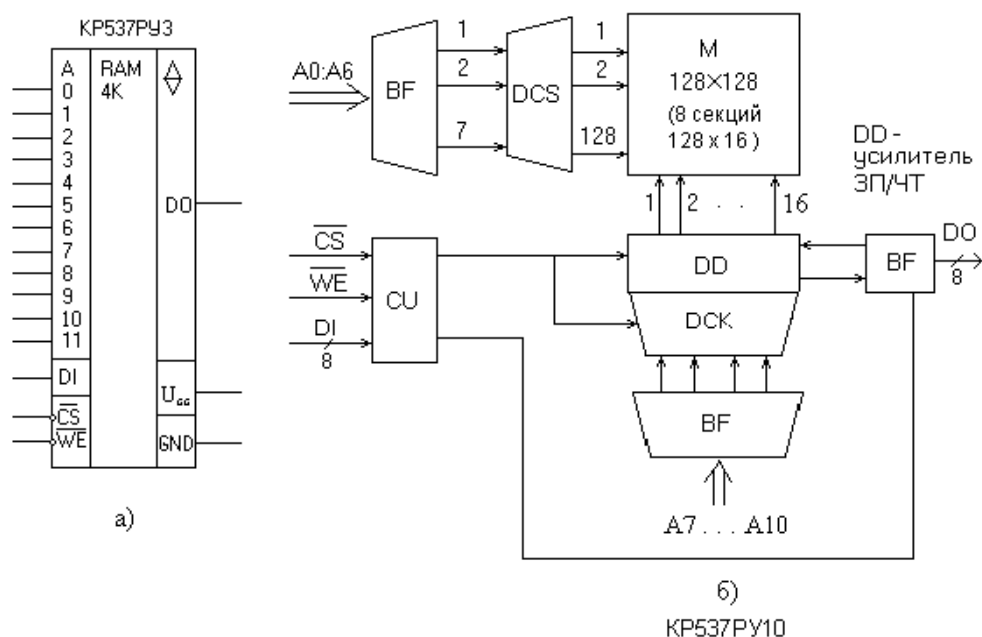 КР537РУ3
A
0
1
2
3
4
5
6
7
8
9
10
11
DI
CS
WE
RAM
4K
DO
U GG
GND
а)
A0:A6
BF
1
2
7
DCS
1
2
128
M
128×128
(8 секций
128 x 16 )
DD -
усилитель
ЗП/ЧТ
1
2
. .
16
CS
WE
DI
8
CU
DD
DCK
BF
DO
8
BF
A7 . . . A10
б)
КР537РУ10